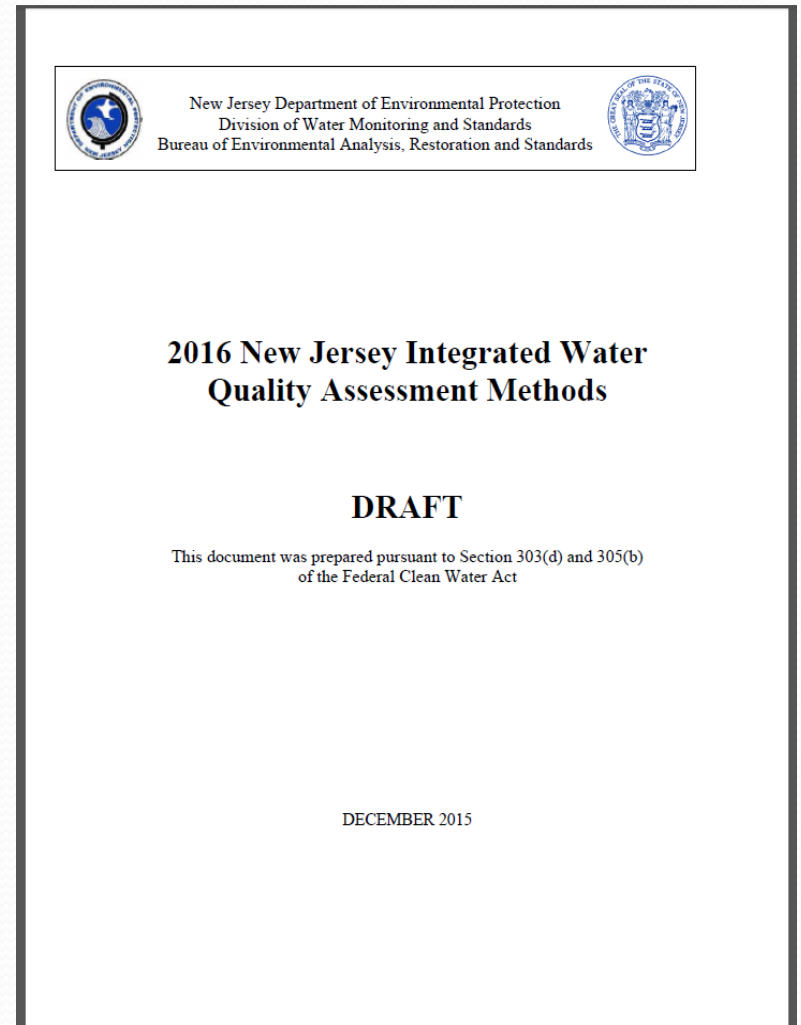 New Jersey Department of Environmental Protection
Division of Water Monitoring and Standards
Bureau of Environmental Analysis, Restoration and Standards
2016 New Jersey Integrated Water
Quality Assessment Methods
DRAFT
This document was prepared pursuant to Section 303(d) and 305(b)
of the Federal Clean Water Act
DECEMBER 2015